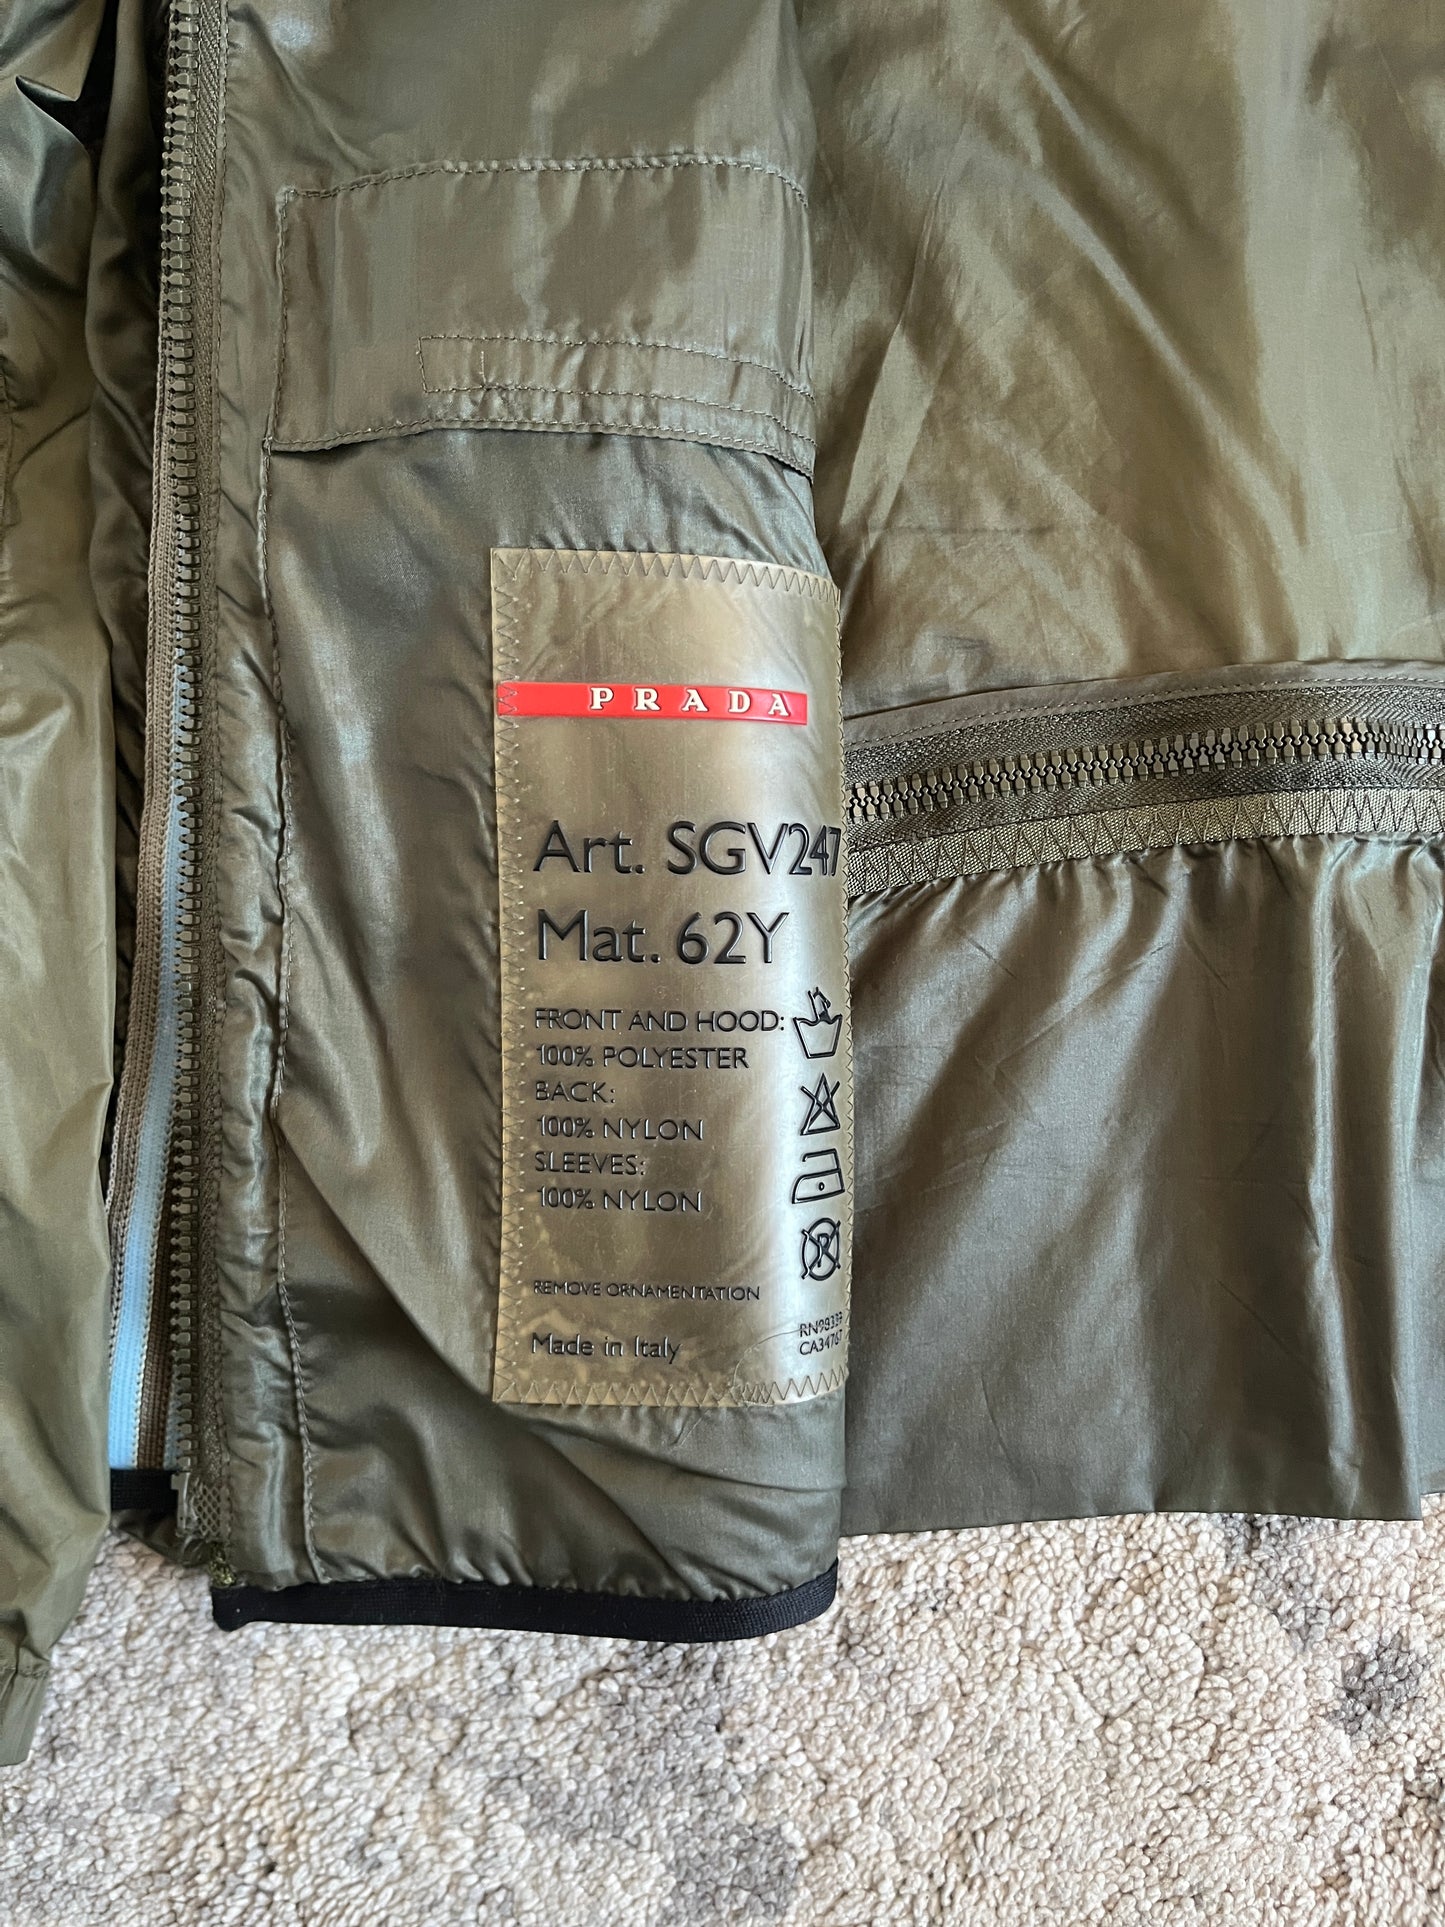 PRADA
Art. SGV247
Mat. 62Y
FRONT AND HOOD:
100% POLYESTER
BACK:
100% NYLON
SLEEVES:
100% NYLON
REMOVE ORNAMENTATION
Made in Italy
CA34767